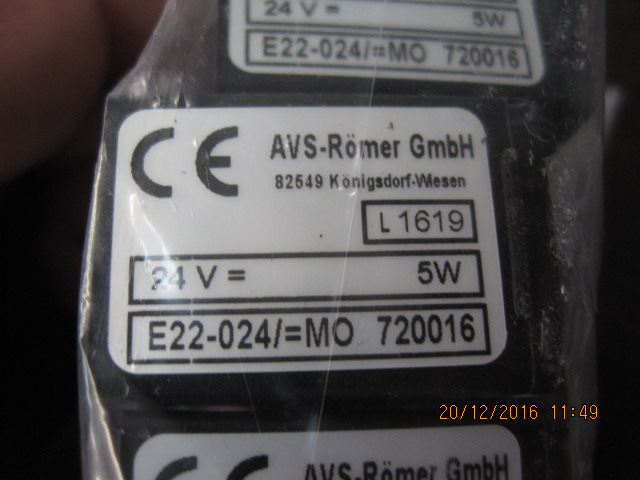 24 V = 5W
E22-024/=MO 720016
CE AVS-Römer GmbH
82549 Königsdorf-Wiesen
L 1619
24 V = 5W
E22-024/=MO 720016
20/12/2016 11:49
CE AVS-Römer GmbH